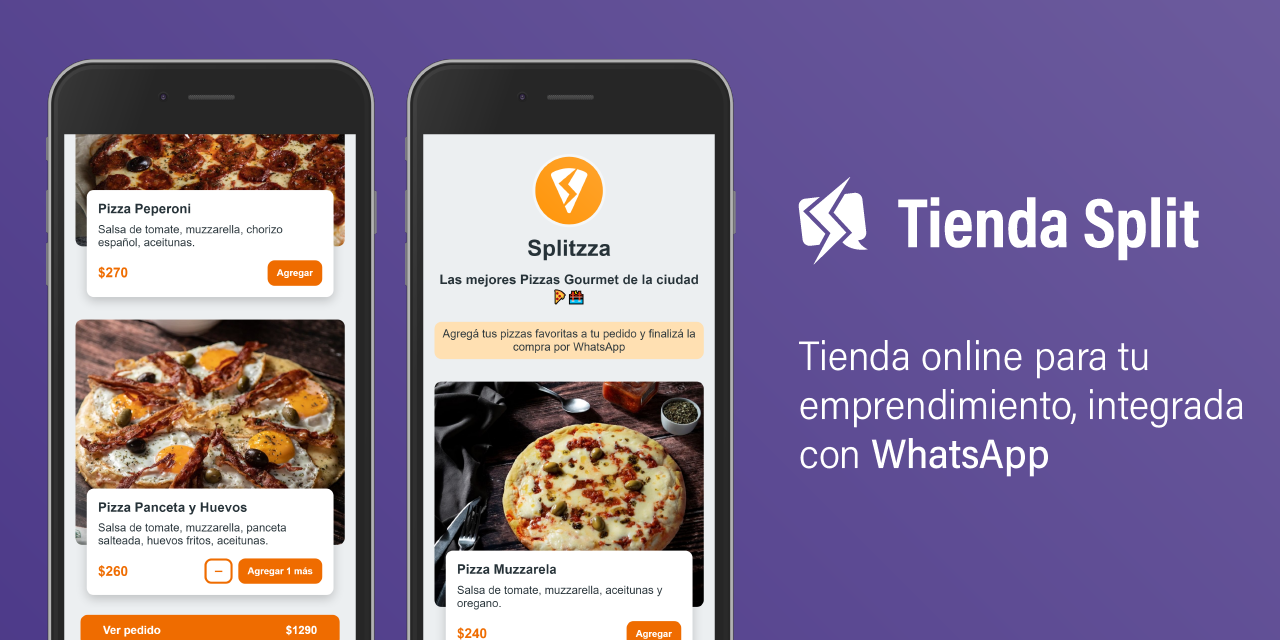 Pizza Peperoni
Salsa de tomate, muzzarella, chorizo
español, aceitunas.
$270
Agregar
Pizza Panceta y Huevos
Salsa de tomate, muzzarella, panceta
salteada, huevos fritos, aceitunas.
$260
−
Agregar 1 más
Ver pedido
$1290
Splitzza
Las mejores Pizzas Gourmet de la ciudad
🍕🧰
Agregá tus pizzas favoritas a tu pedido y finalizá la
compra por WhatsApp
Pizza Muzzarela
Salsa de tomate, muzzarella, aceitunas y
oregano.
$240
Agregar
Tienda Split
Tienda online para tu
emprendimiento, integrada
con WhatsApp